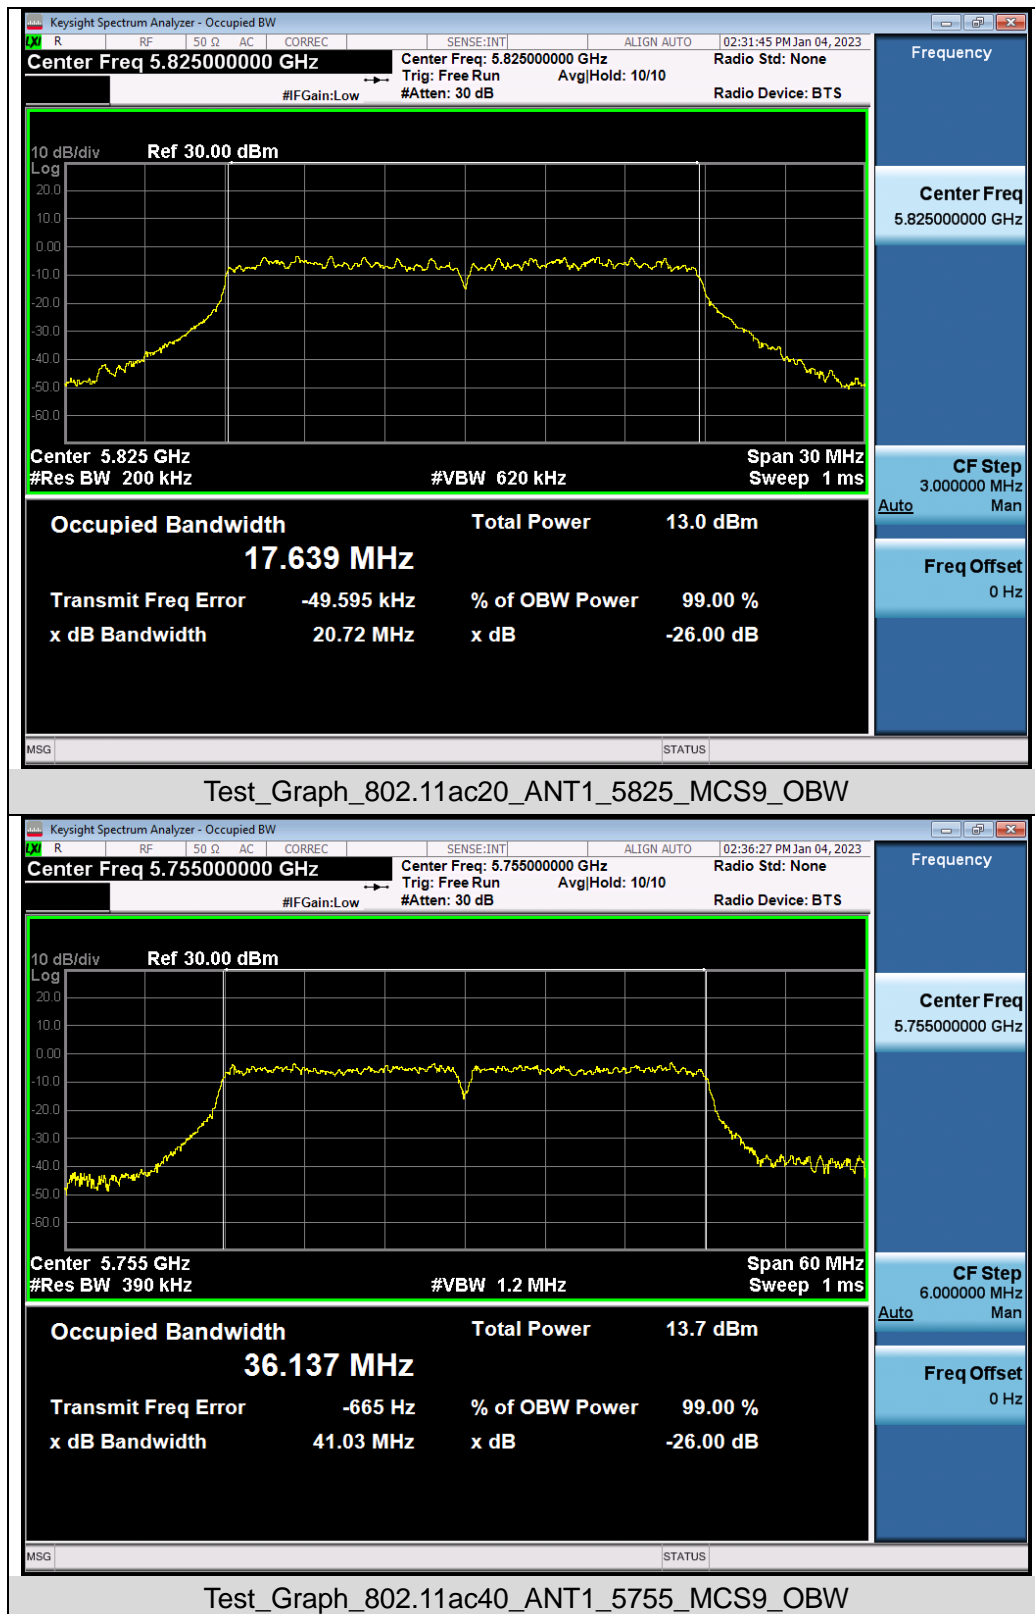 Keysight Spectrum Analyzer - Occupied BW
LXI R RF 50 Ω AC CORREC SENSE:INT ALIGN AUTO 02:31:45 PM Jan 04, 2023
Center Freq 5.825000000 GHz
Center Freq: 5.825000000 GHz Radio Std: None
Trig: Free Run Avg|Hold: 10/10
#IFGain:Low #Atten: 30 dB Radio Device: BTS
Frequency
10 dB/div Ref 30.00 dBm
Log
20.0
10.0
0.00
-10.0
-20.0
-30.0
-40.0
-50.0
-60.0
Center 5.825 GHz Span 30 MHz
#Res BW 200 kHz #VBW 620 kHz Sweep 1 ms
Center Freq
5.825000000 GHz
CF Step
3.000000 MHz
Auto Man
Freq Offset
0 Hz
Occupied Bandwidth Total Power 13.0 dBm
17.639 MHz
Transmit Freq Error -49.595 kHz % of OBW Power 99.00 %
x dB Bandwidth 20.72 MHz x dB -26.00 dB
MSG STATUS
Test_Graph_802.11ac20_ANT1_5825_MCS9_OBW
Keysight Spectrum Analyzer - Occupied BW
LXI R RF 50 Ω AC CORREC SENSE:INT ALIGN AUTO 02:36:27 PM Jan 04, 2023
Center Freq 5.755000000 GHz
Center Freq: 5.755000000 GHz Radio Std: None
Trig: Free Run Avg|Hold: 10/10
#IFGain:Low #Atten: 30 dB Radio Device: BTS
Frequency
10 dB/div Ref 30.00 dBm
Log
20.0
10.0
0.00
-10.0
-20.0
-30.0
-40.0
-50.0
-60.0
Center 5.755 GHz Span 60 MHz
#Res BW 390 kHz #VBW 1.2 MHz Sweep 1 ms
Center Freq
5.755000000 GHz
CF Step
6.000000 MHz
Auto Man
Freq Offset
0 Hz
Occupied Bandwidth Total Power 13.7 dBm
36.137 MHz
Transmit Freq Error -665 Hz % of OBW Power 99.00 %
x dB Bandwidth 41.03 MHz x dB -26.00 dB
MSG STATUS
Test_Graph_802.11ac40_ANT1_5755_MCS9_OBW